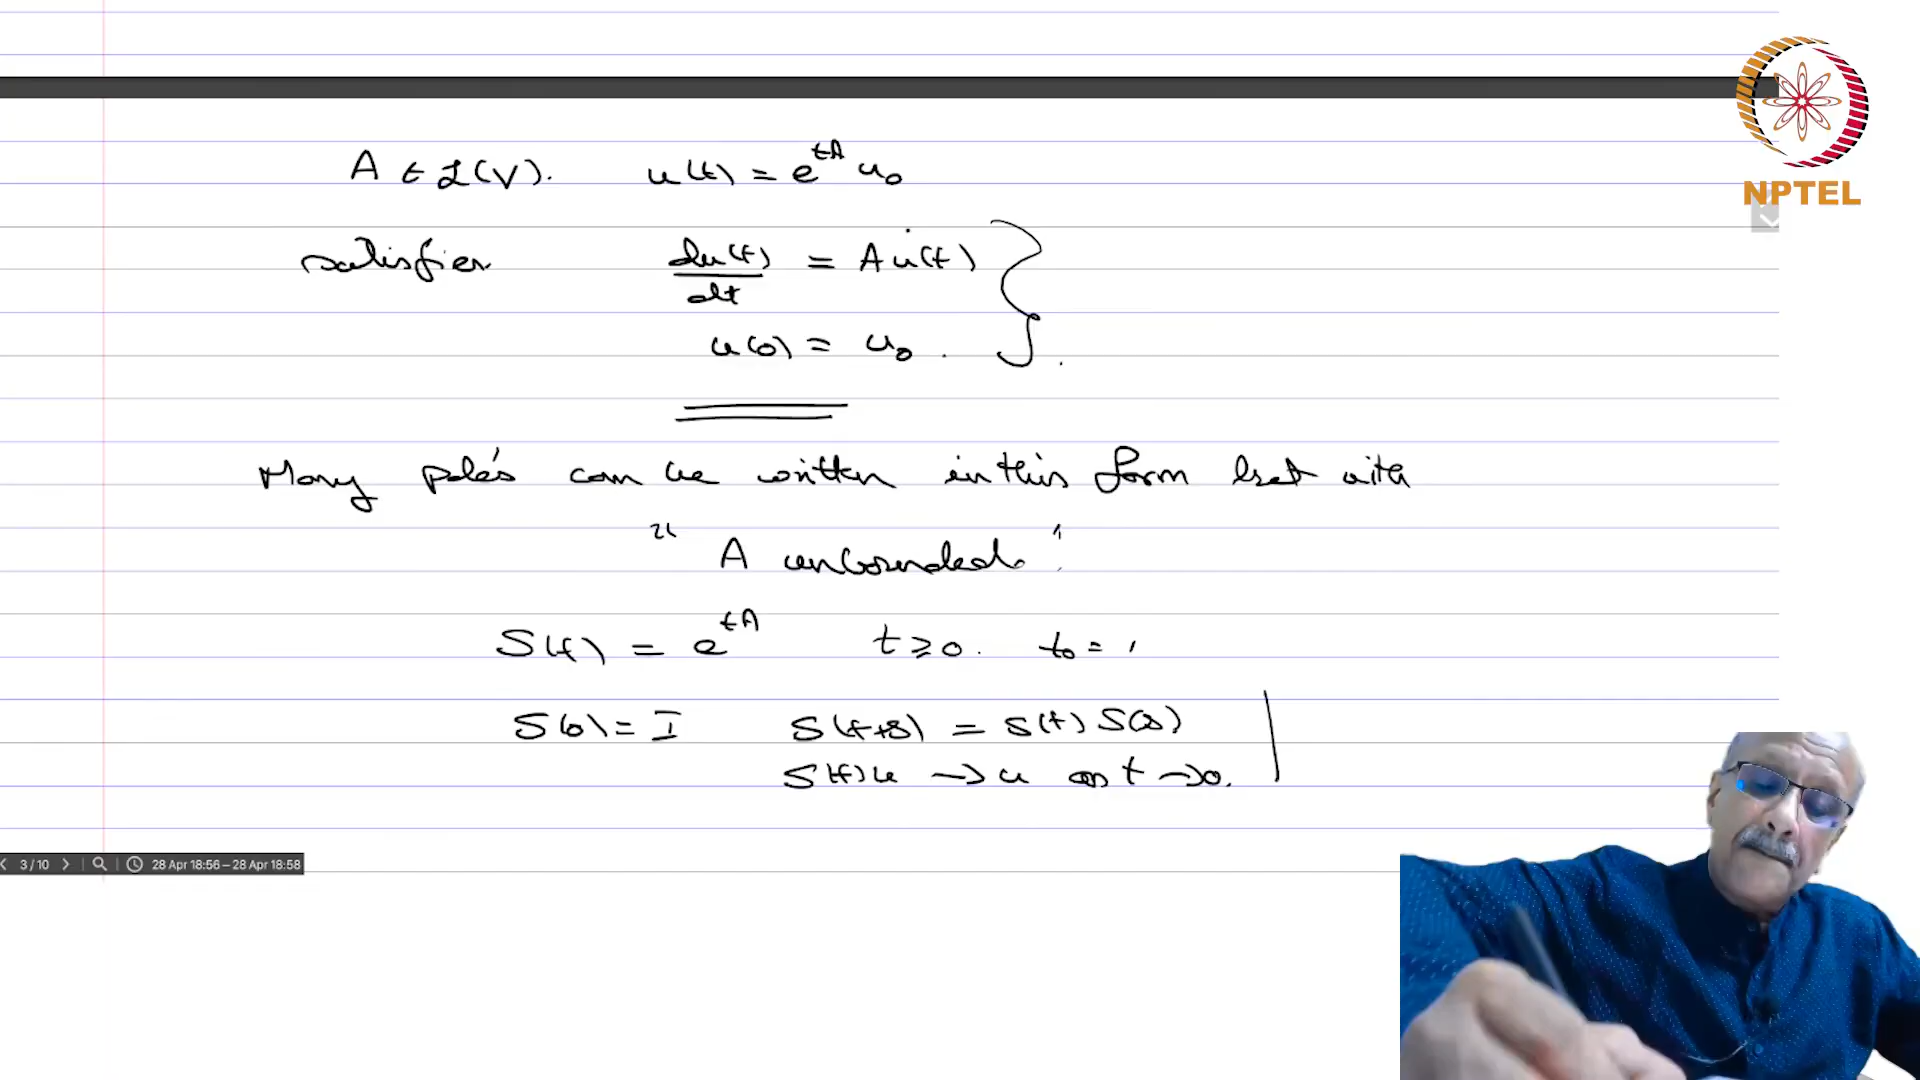 NPTEL
A ∈ ℒ(V). u(t) = e^{tA} u₀
satisfies du(t)/dt = Au(t)
u(0) = u₀.
Many pde's can be written in this form but with
" A unbounded."
S(t) = e^{tA} t ≥ 0. t₀ =
S(0) = I S(t+s) = S(t) S(s)
S(t)u → u as t → 0.
3/10 28 Apr 18:56 – 28 Apr 18:58